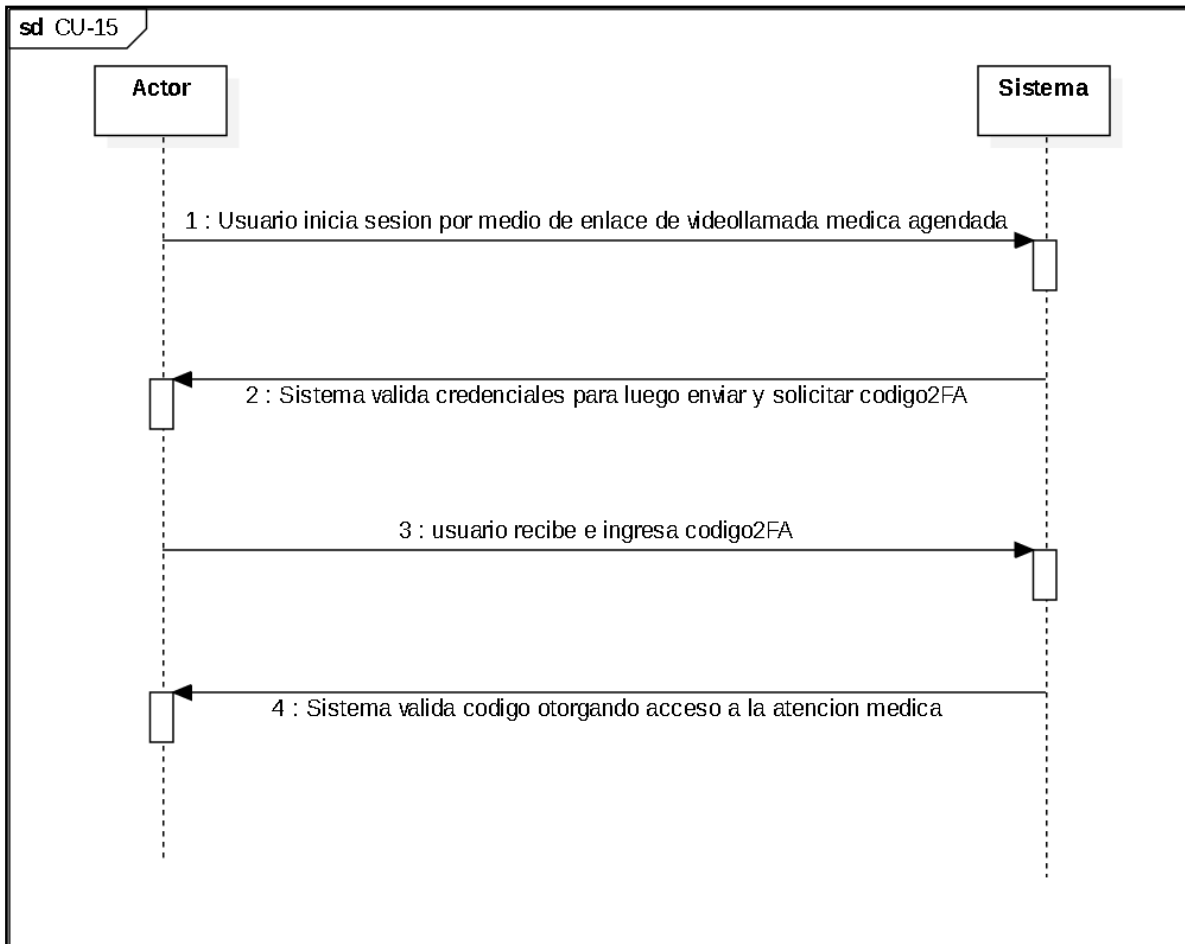 sd CU-15
Actor
Sistema
1 : Usuario inicia sesion por medio de enlace de videollamada medica agendada
2 : Sistema valida credenciales para luego enviar y solicitar codigo2FA
3 : usuario recibe e ingresa codigo2FA
4 : Sistema valida codigo otorgando acceso a la atencion medica